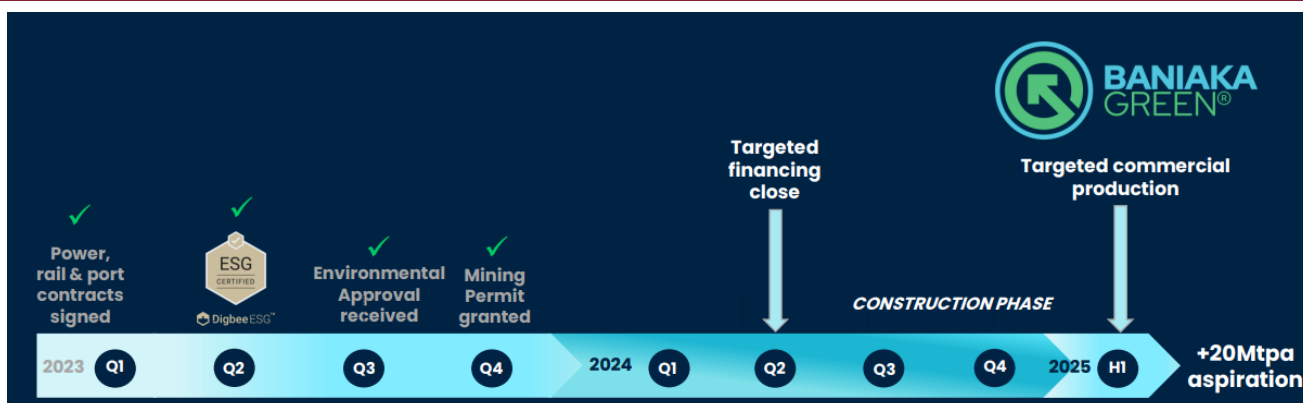 BANIAKA
GREEN®
Targeted
financing
close
Targeted commercial
production
Power,
rail & port
contracts
signed
ESG
CERTIFIED
Digbee ESG™
Environmental
Approval
received
Mining
Permit
granted
CONSTRUCTION PHASE
2023 Q1 Q2 Q3 Q4 2024 Q1 Q2 Q3 Q4 2025 H1
+20Mtpa
aspiration